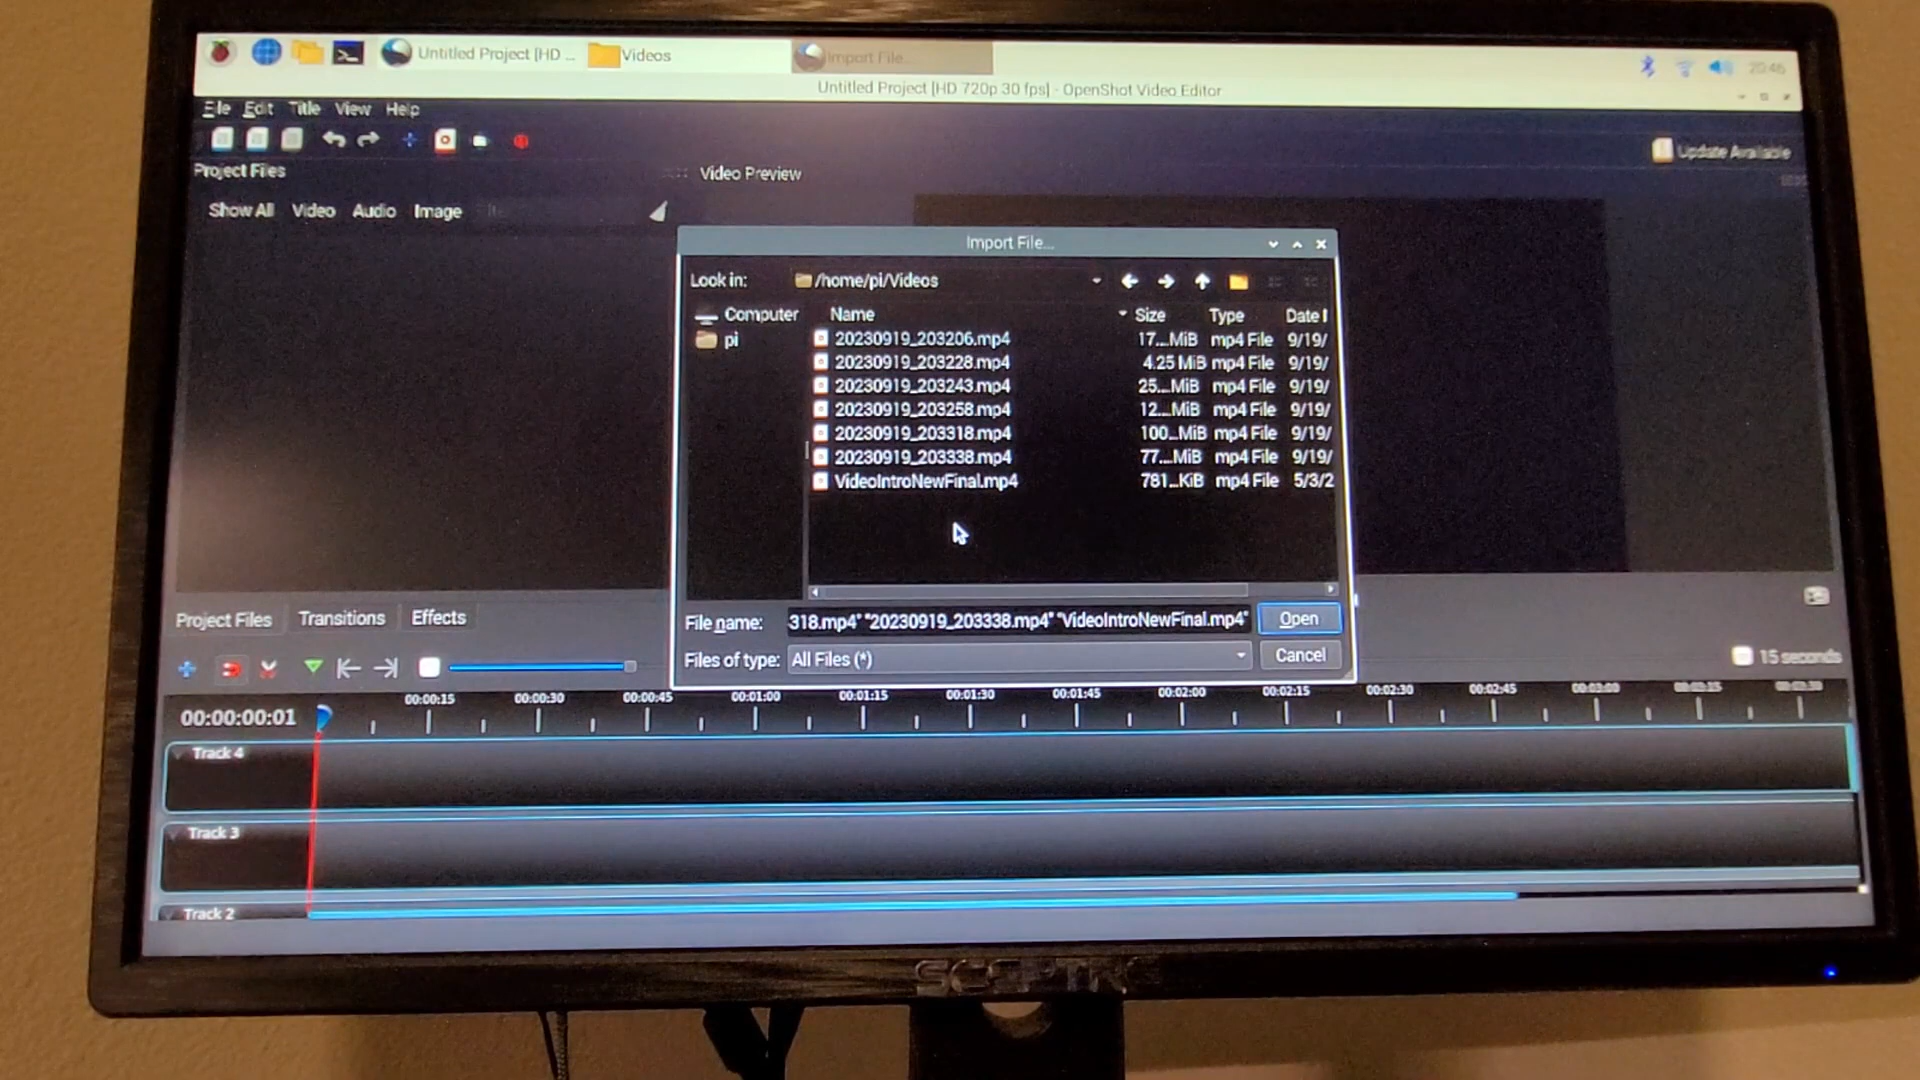 Untitled Project [HD ...
Videos
Import File...
20:46
Untitled Project [HD 720p 30 fps] - OpenShot Video Editor
File Edit Title View Help
Update Available
Project Files
Video Preview
Show All Video Audio Image
Import File...
Look in: /home/pi/Videos
Computer
pi
Name Size Type
20230919_203206.mp4 17....MiB mp4 File 9/19/
20230919_203228.mp4 4.25 MiB mp4 File 9/19/
20230919_203243.mp4 25....MiB mp4 File 9/19/
20230919_203258.mp4 12....MiB mp4 File 9/19/
20230919_203318.mp4 100...MiB mp4 File 9/19/
20230919_203338.mp4 77....MiB mp4 File 9/19/
VideoIntroNewFinal.mp4 781...KiB mp4 File 5/3/2
File name: 318.mp4" "20230919_203338.mp4" "VideoIntroNewFinal.mp4"
Open
Files of type: All Files (*)
Cancel
Project Files Transitions Effects
15 seconds
00:00:00:01
00:00:15 00:00:30 00:00:45 00:01:00 00:01:15 00:01:30 00:01:45 00:02:00 00:02:15 00:02:30 00:02:45 00:03:00
Track 4
Track 3
Track 2
SCEPTRE